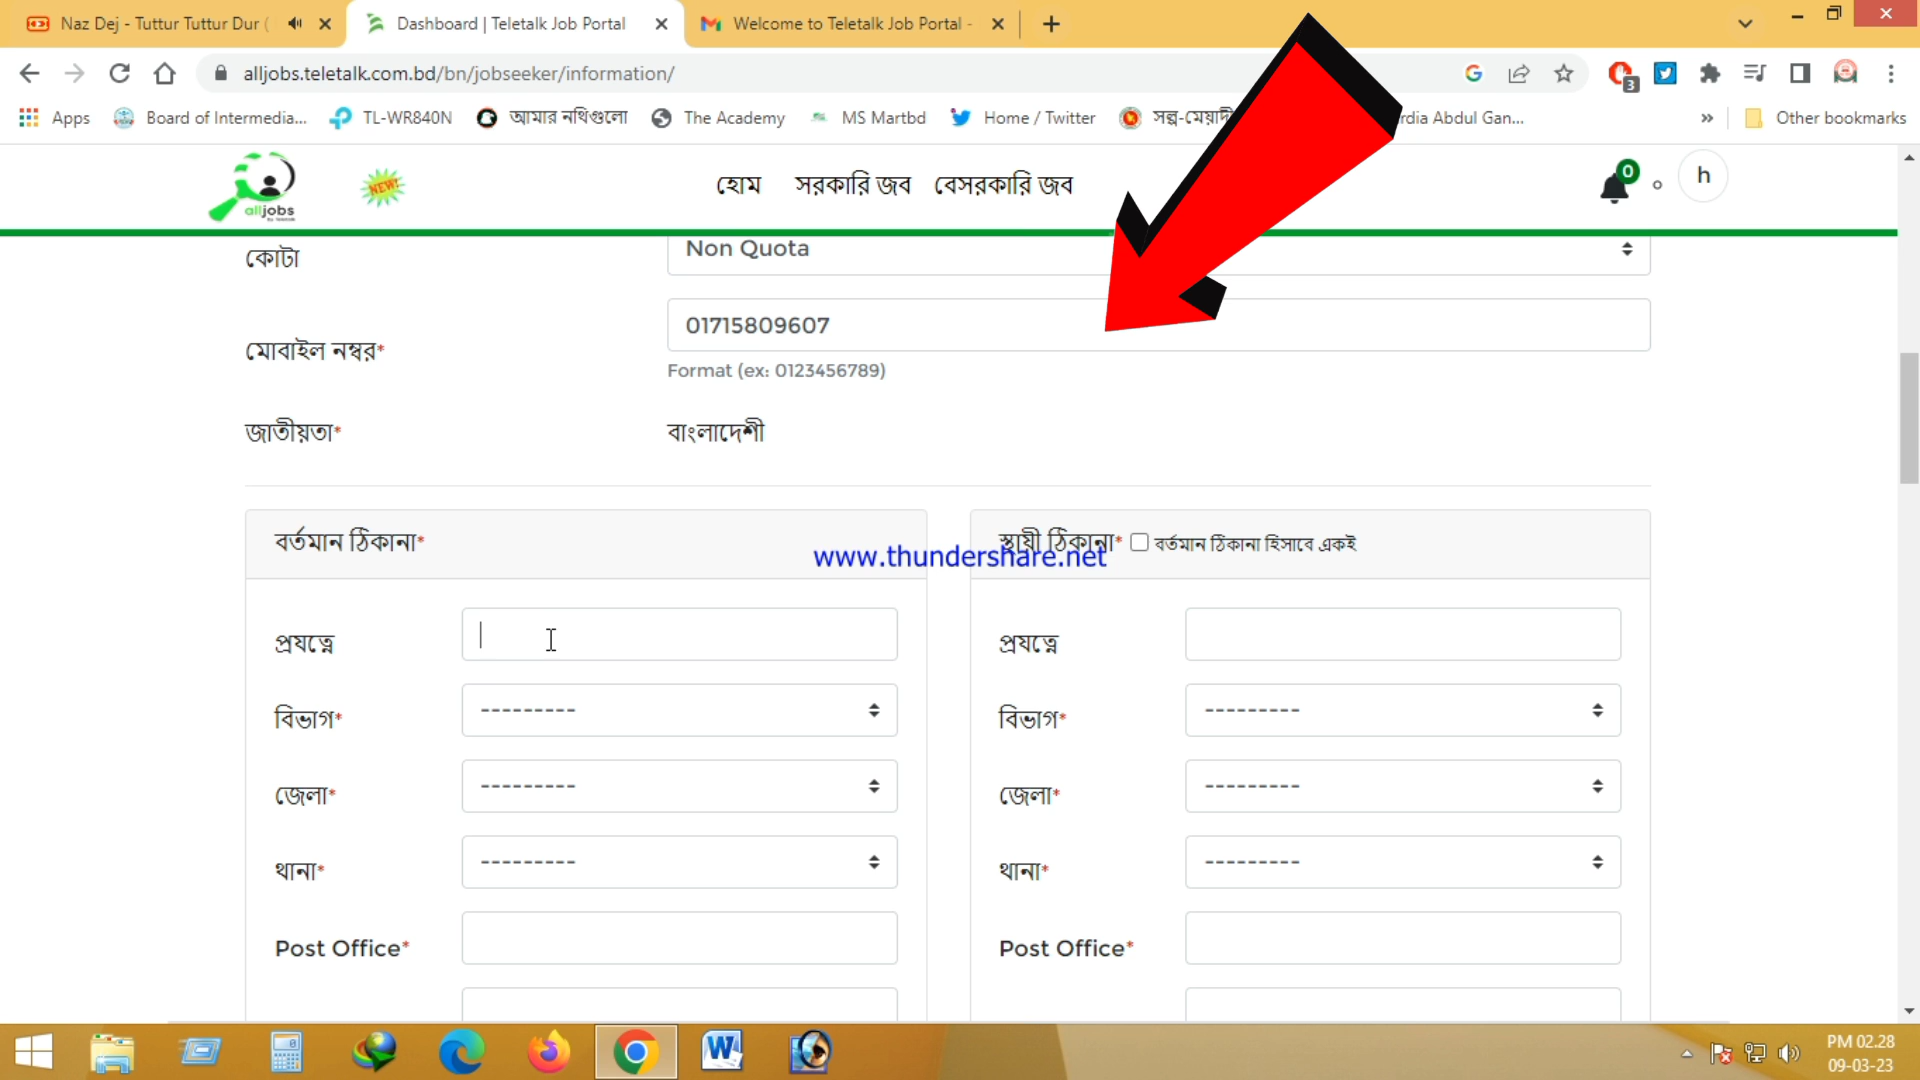 Naz Dej - Tuttur Tuttur Dur (
Dashboard | Teletalk Job Portal
Welcome to Teletalk Job Portal -
alljobs.teletalk.com.bd/bn/jobseeker/information/
3
Apps
Board of Intermedia...
TL-WR840N
আমার নথিগুলো
The Academy
MS Martbd
Home / Twitter
সল্প-মেয়াদী
rdia Abdul Gan...
»
Other bookmarks
alljobs
NEW!
হোম
সরকারি জব
বেসরকারি জব
0
h
কোটা
Non Quota
মোবাইল নম্বর*
01715809607
Format (ex: 0123456789)
জাতীয়তা*
বাংলাদেশী
বর্তমান ঠিকানা*
স্থায়ী ঠিকানা*
বর্তমান ঠিকানা হিসাবে একই
www.thundershare.net
প্রযত্নে
প্রযত্নে
বিভাগ*
---------
বিভাগ*
---------
জেলা*
---------
জেলা*
---------
থানা*
---------
থানা*
---------
Post Office*
Post Office*
PM 02.28
09-03-23